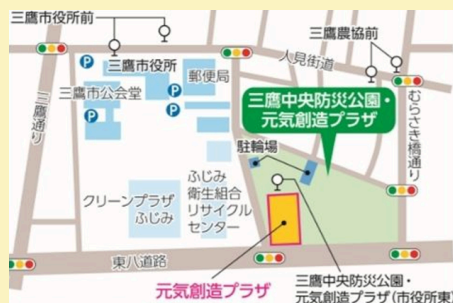 三鷹市役所前
三鷹農協前
人見街道
三鷹市役所
郵便局
三鷹市公会堂
三鷹通り
むらさき橋通り
三鷹中央防災公園・
元気創造プラザ
駐輪場
クリーンプラザ
ふじみ
ふじみ
衛生組合
リサイクル
センター
東八道路
元気創造プラザ
三鷹中央防災公園・
元気創造プラザ(市役所東)
P
P
P
P